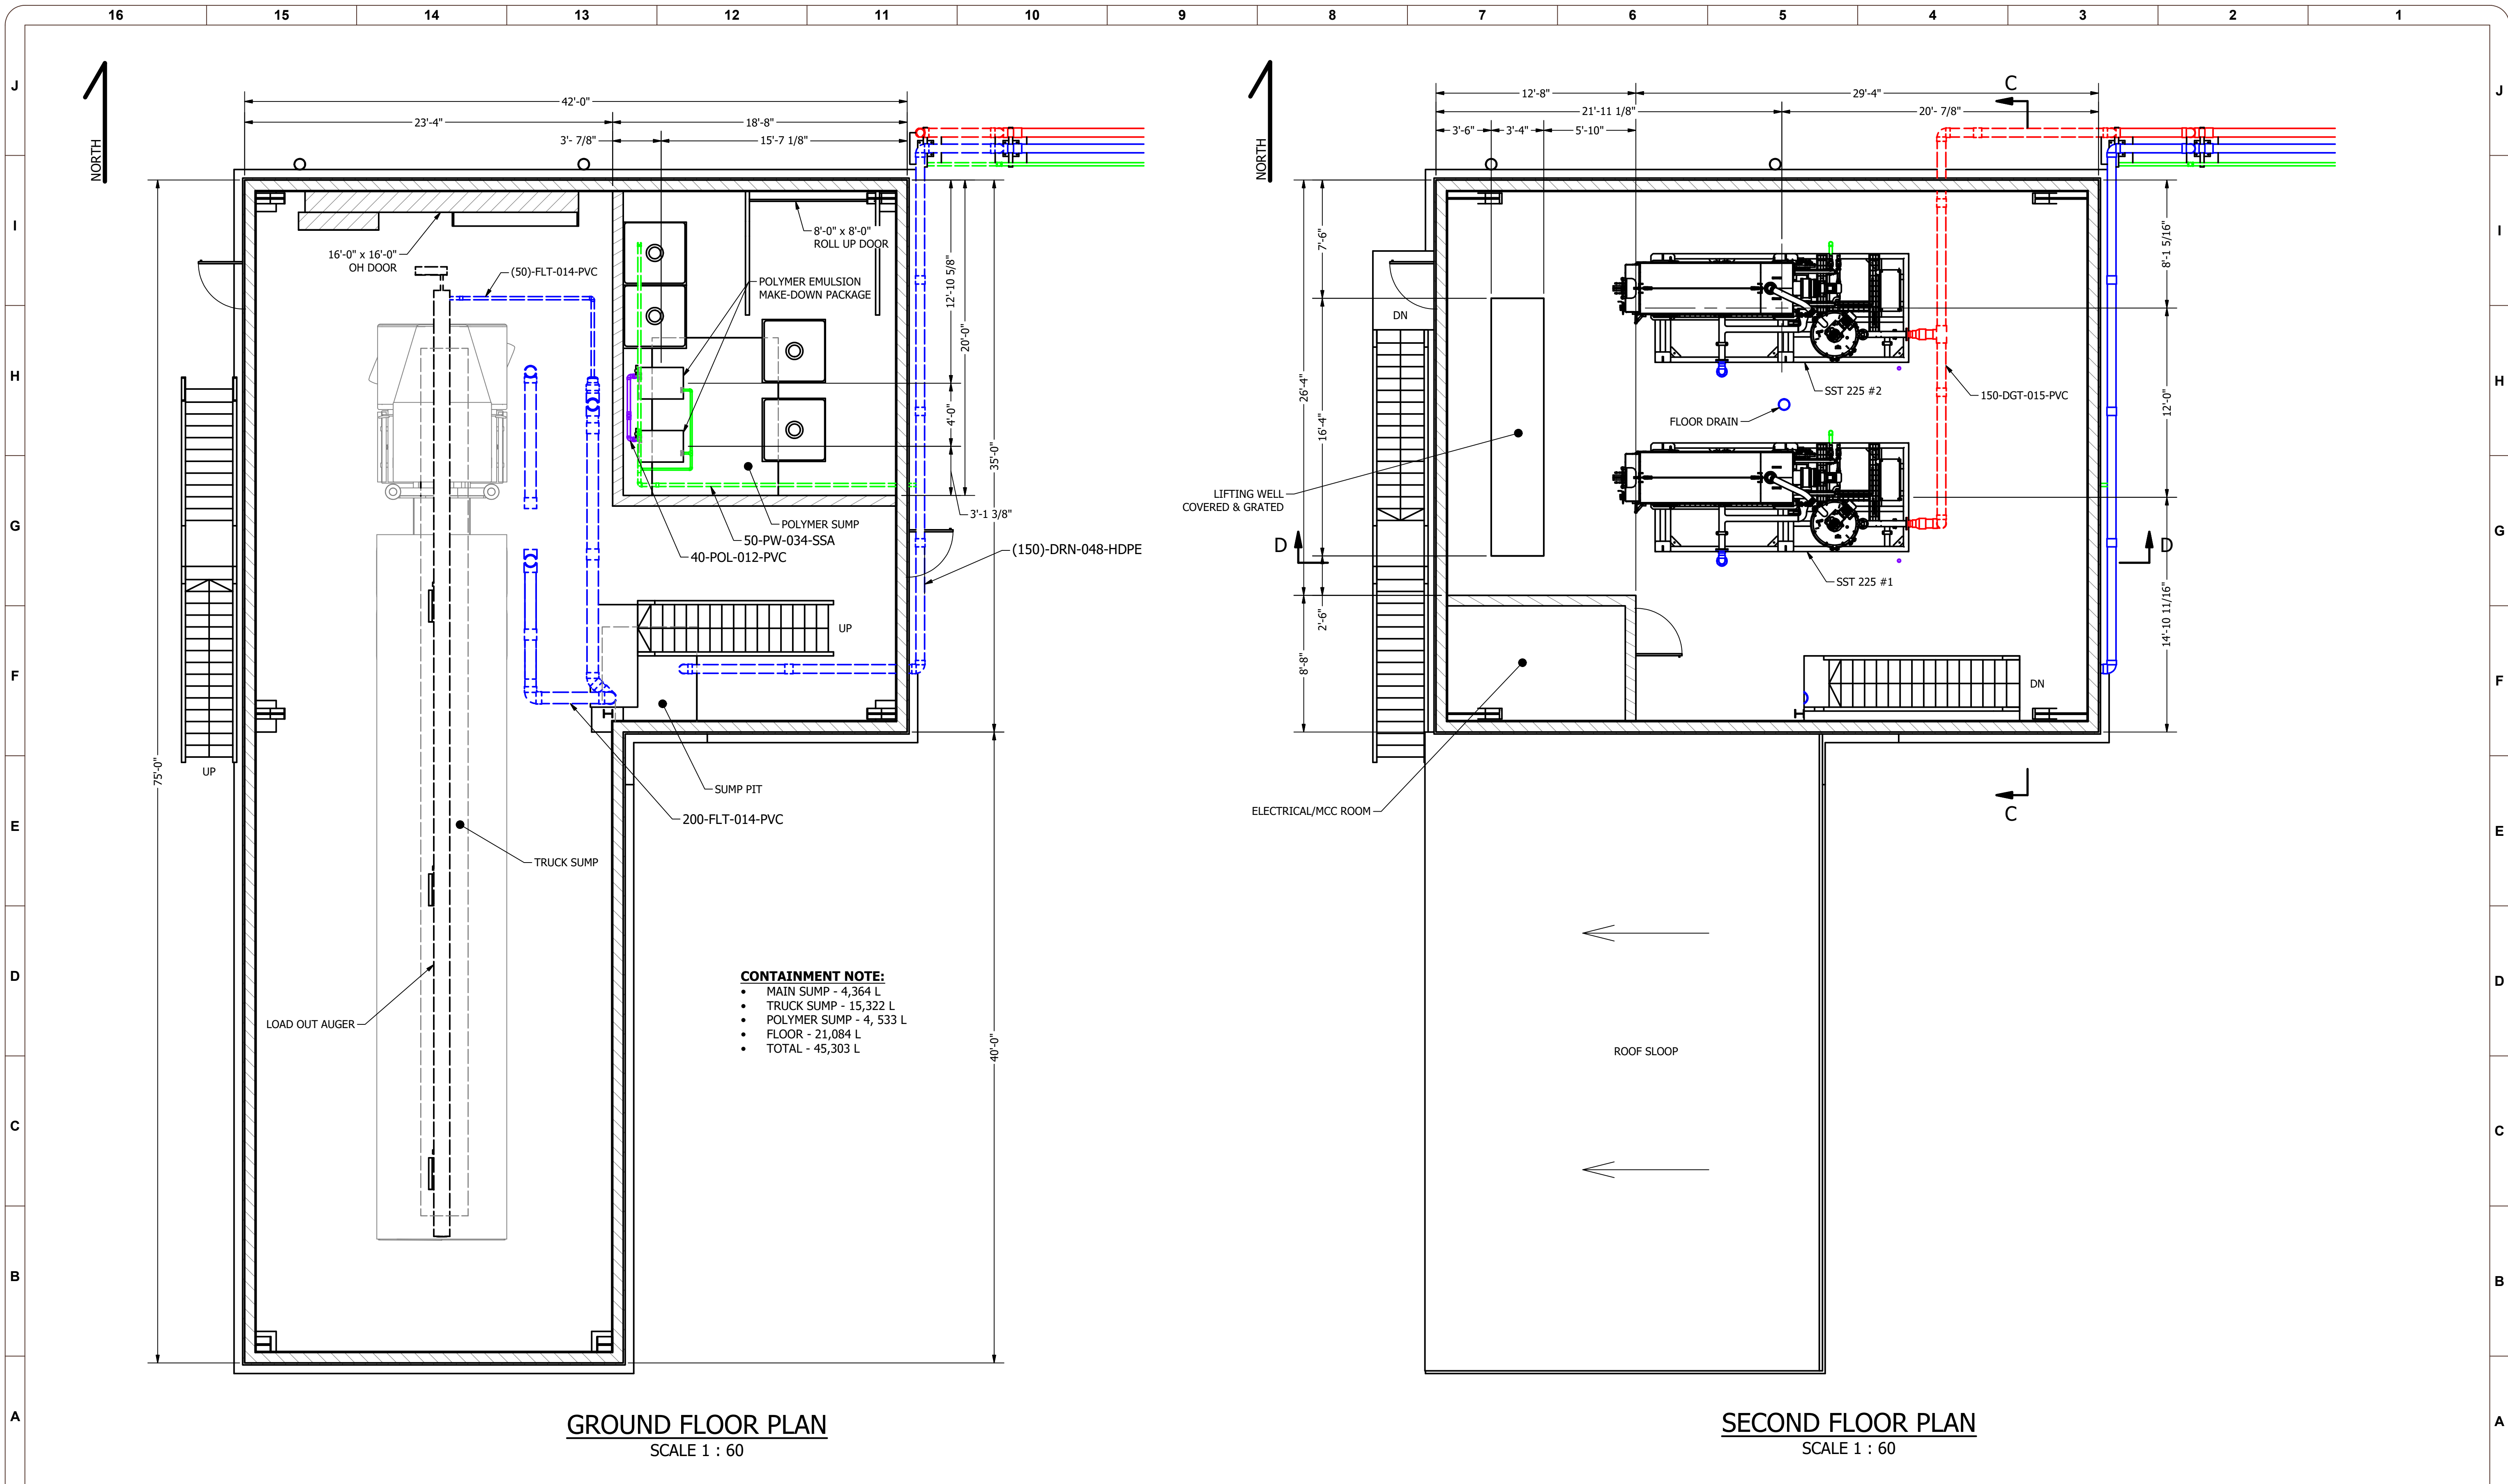 16 15 14 13 12 11 10 9 8 7 6 5 4 3 2 1
J
I
H
G
F
E
D
C
B
A
J
I
H
G
F
E
D
C
B
A
NORTH
42'-0"
23'-4"
18'-8"
3'- 7/8"
15'-7 1/8"
16'-0" x 16'-0"
OH DOOR
(50)-FLT-014-PVC
8'-0" x 8'-0"
ROLL UP DOOR
POLYMER EMULSION
MAKE-DOWN PACKAGE
12'-10 5/8"
20'-0"
4'-0"
35'-0"
3'-1 3/8"
POLYMER SUMP
50-PW-034-SSA
40-POL-012-PVC
(150)-DRN-048-HDPE
UP
UP
75'-0"
SUMP PIT
200-FLT-014-PVC
TRUCK SUMP
LOAD OUT AUGER
40'-0"
CONTAINMENT NOTE:
• MAIN SUMP - 4,364 L
• TRUCK SUMP - 15,322 L
• POLYMER SUMP - 4, 533 L
• FLOOR - 21,084 L
• TOTAL - 45,303 L
GROUND FLOOR PLAN
SCALE 1 : 60
NORTH
12'-8"
29'-4"
C
21'-11 1/8"
20'- 7/8"
3'-6"
3'-4"
5'-10"
7'-6"
8'-1 5/16"
DN
26'-4"
16'-4"
SST 225 #2
150-DGT-015-PVC
12'-0"
FLOOR DRAIN
LIFTING WELL
COVERED & GRATED
D
D
SST 225 #1
2'-6"
14'-10 11/16"
8'-8"
DN
ELECTRICAL/MCC ROOM
C
ROOF SLOOP
SECOND FLOOR PLAN
SCALE 1 : 60